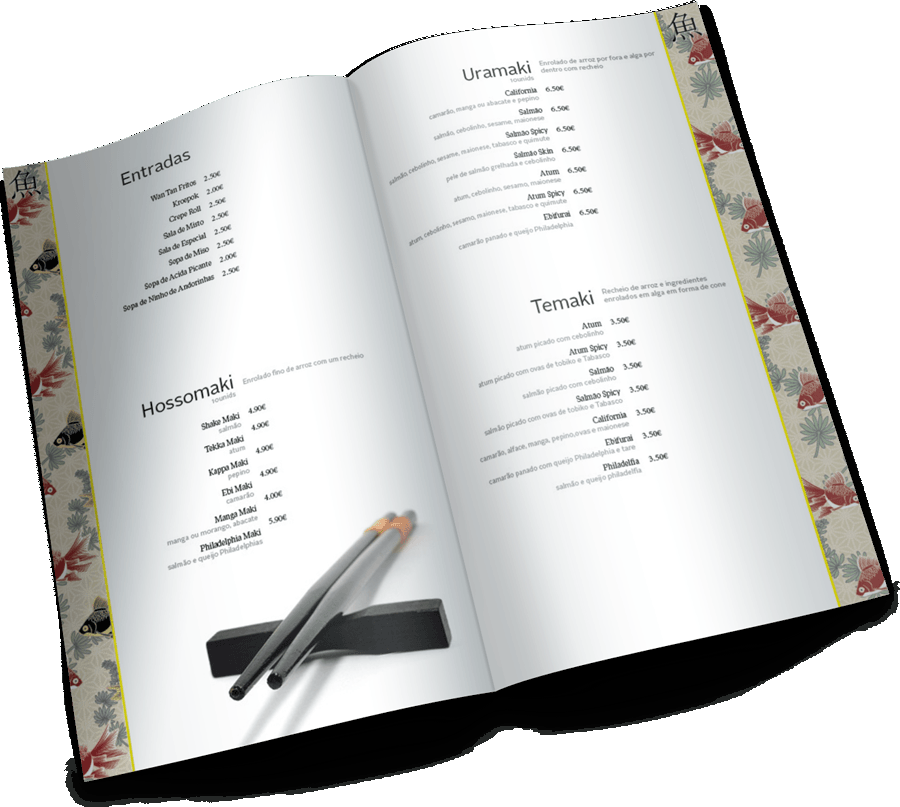 魚
Entradas
Wan Tan Fritos 2.50€
Kroepok 2.00€
Crepe Roll 2.50€
Sala de Misto 2.50€
Sala de Especial 2.50€
Sopa de Miso 2.50€
Sopa de Acida Picante 2.00€
Sopa de Ninho de Andorinhas 2.50€
Hossomaki Enrolado fino de arroz com um recheio
10unids
Shake Maki 4.90€
salmão
Tekka Maki 4.90€
atum
Kappa Maki 4.90€
pepino
Ebi Maki 4.90€
camarão
Manga Maki 4.00€
manga ou morango, abacate
Philadelphia Maki 5.90€
salmão e queijo Philadelphias
魚
Uramaki Enrolado de arroz por fora e alga por
dentro com recheio
10unids
California 6.50€
camarão, manga ou abacate e pepino
Salmão 6.50€
salmão, cebolinho, sesame, maionese
Salmão Spicy 6.50€
salmão, cebolinho, sesame, maionese, tabasco e quimute
Salmão Skin 6.50€
pele de salmão grelhada e cebolinho
Atum 6.50€
atum, cebolinho, sesamo, maionese
Atum Spicy 6.50€
atum, cebolinho, sesamo, maionese, tabasco e quimute
Ebifurai 6.50€
camarão panado e queijo Philadelphia
Temaki Recheio de arroz e ingredientes
enrolados em alga em forma de cone
Atum 3.50€
atum picado com cebolinho
Atum Spicy 3.50€
atum picado com ovas de tobiko e Tabasco
Salmão 3.50€
salmão picado com cebolinho
Salmão Spicy 3.50€
salmão picado com ovas de tobiko e Tabasco
California 3.50€
camarão, alface, manga, pepino,ovas e maionese
Ebifurai 3.50€
camarão panado com queijo Philadelphia e tare
Philadelfia 3.50€
salmão e queijo philadelfia